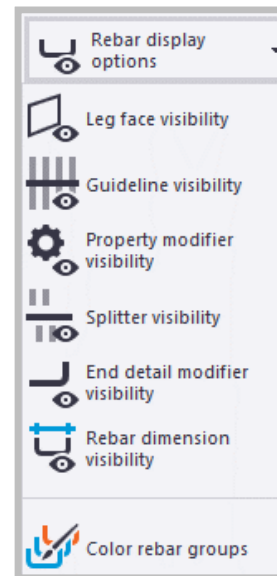 Rebar display
options
Leg face visibility
Guideline visibility
Property modifier
visibility
Splitter visibility
End detail modifier
visibility
Rebar dimension
visibility
Color rebar groups